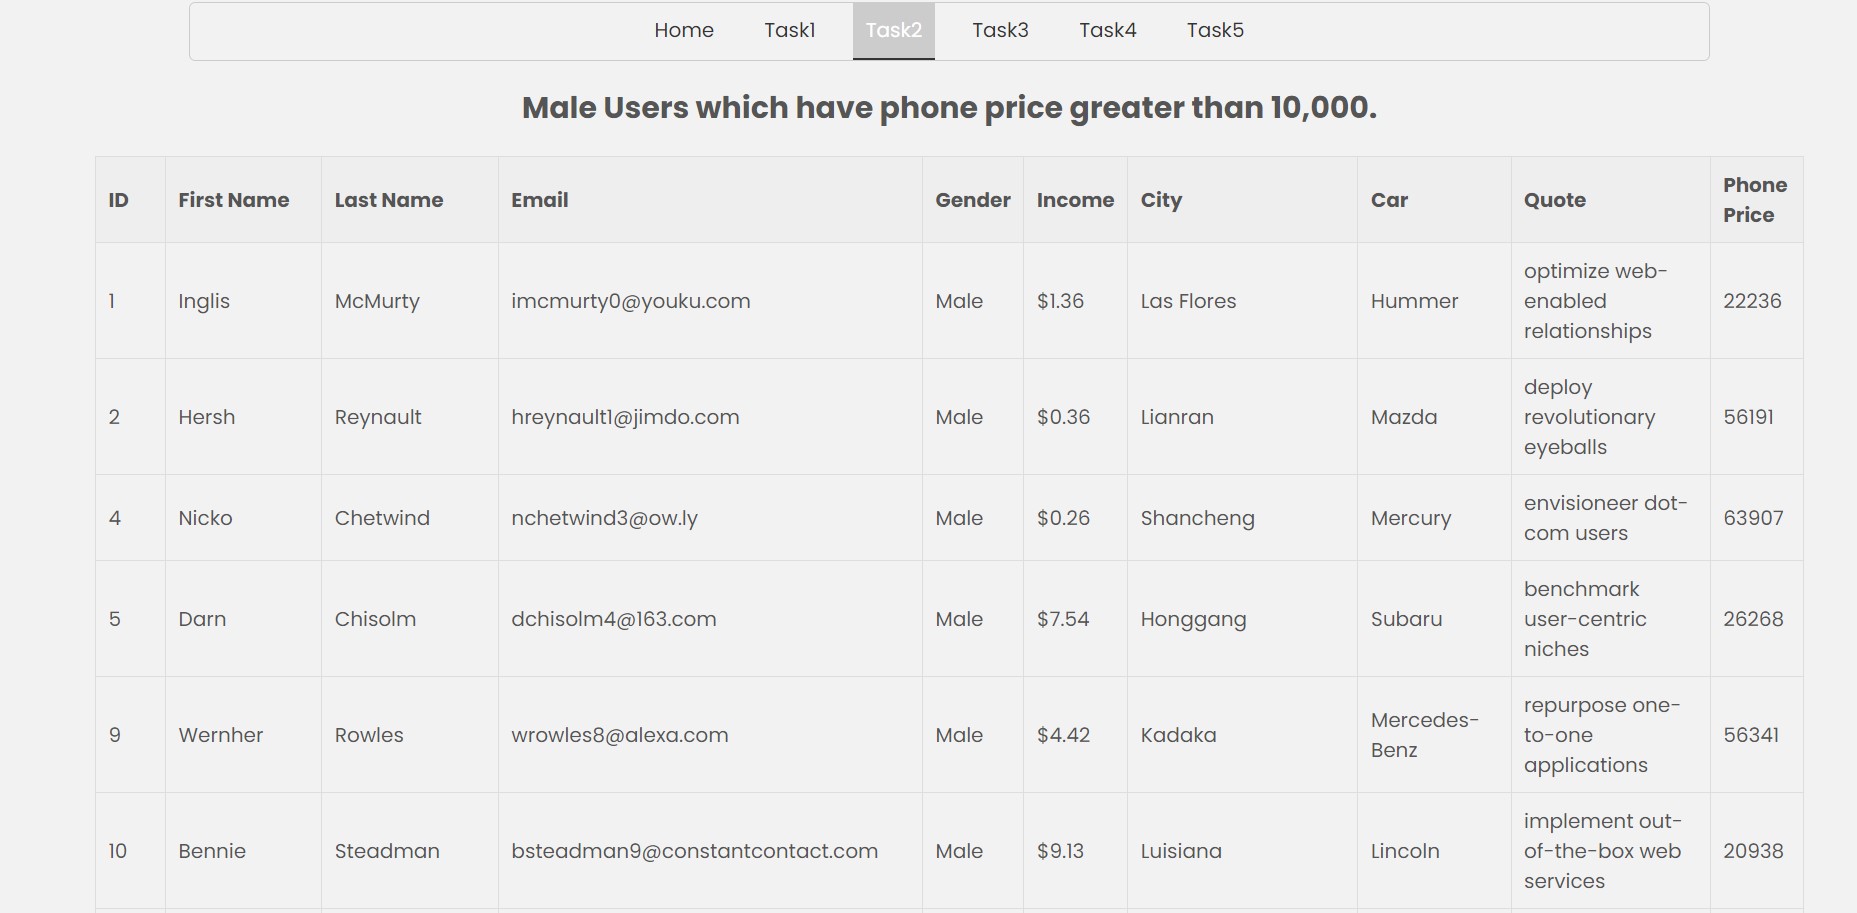 Home Task1 Task2 Task3 Task4 Task5
Male Users which have phone price greater than 10,000.
ID First Name Last Name Email Gender Income City Car Quote Phone Price
1 Inglis McMurty imcmurty0@youku.com Male $1.36 Las Flores Hummer optimize web-enabled relationships 22236
2 Hersh Reynault hreynault1@jimdo.com Male $0.36 Lianran Mazda deploy revolutionary eyeballs 56191
4 Nicko Chetwind nchetwind3@ow.ly Male $0.26 Shancheng Mercury envisioneer dot-com users 63907
5 Darn Chisolm dchisolm4@163.com Male $7.54 Honggang Subaru benchmark user-centric niches 26268
9 Wernher Rowles wrowles8@alexa.com Male $4.42 Kadaka Mercedes-Benz repurpose one-to-one applications 56341
10 Bennie Steadman bsteadman9@constantcontact.com Male $9.13 Luisiana Lincoln implement out-of-the-box web services 20938